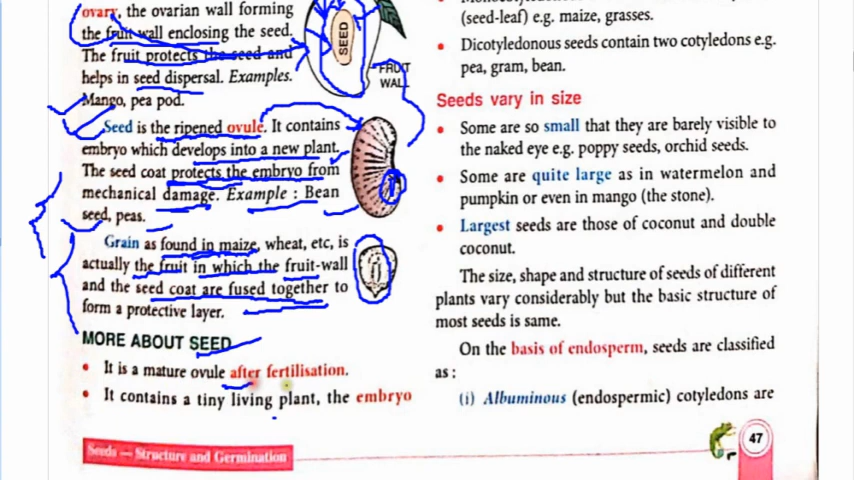 ovary, the ovarian wall forming
the fruit wall enclosing the seed.
The fruit protects the seed and
helps in seed dispersal. Examples.
Mango, pea pod.
SEED
FRUIT
WALL
Seed is the ripened ovule. It contains
embryo which develops into a new plant.
The seed coat protects the embryo from
mechanical damage. Example : Bean
seed, peas.
Grain as found in maize, wheat, etc, is
actually the fruit in which the fruit-wall
and the seed coat are fused together to
form a protective layer.
MORE ABOUT SEED
• It is a mature ovule after fertilisation.
• It contains a tiny living plant, the embryo
(seed-leaf) e.g. maize, grasses.
• Dicotyledonous seeds contain two cotyledons e.g.
pea, gram, bean.
Seeds vary in size
• Some are so small that they are barely visible to
the naked eye e.g. poppy seeds, orchid seeds.
• Some are quite large as in watermelon and
pumpkin or even in mango (the stone).
• Largest seeds are those of coconut and double
coconut.
The size, shape and structure of seeds of different
plants vary considerably but the basic structure of
most seeds is same.
On the basis of endosperm, seeds are classified
as :
(i) Albuminous (endospermic) cotyledons are
Seeds — Structure and Germination
47